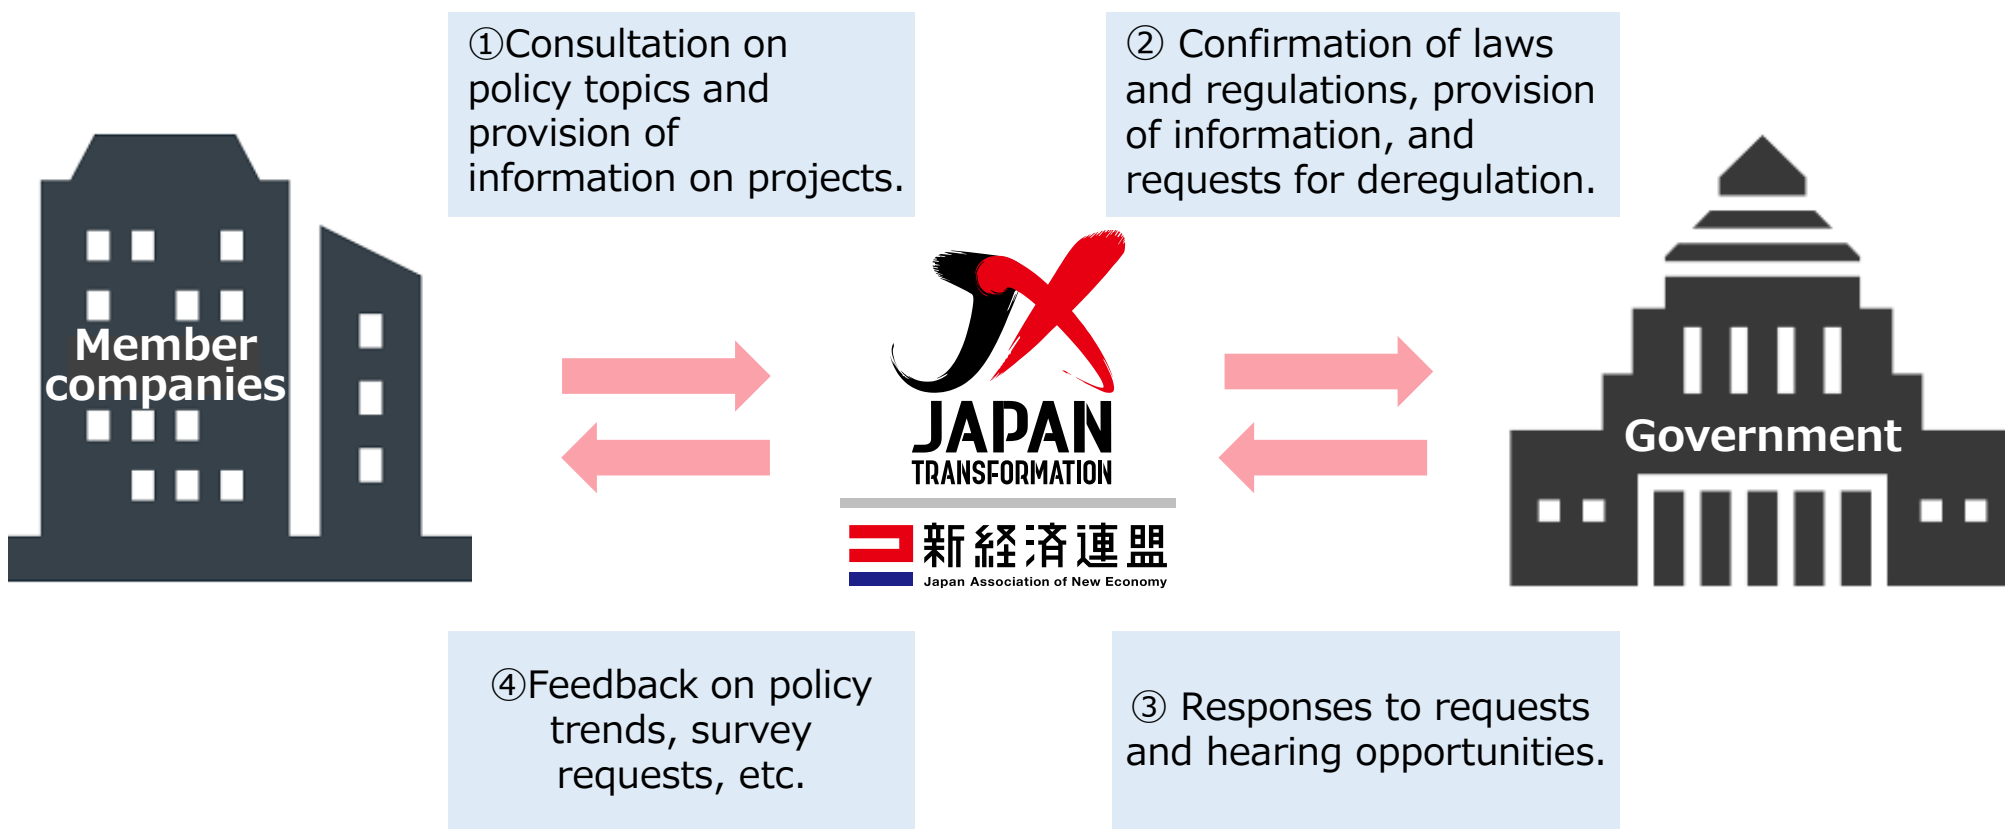 ①Consultation on
policy topics and
provision of
information on projects.
② Confirmation of laws
and regulations, provision
of information, and
requests for deregulation.
Member
companies
JX
JAPAN
TRANSFORMATION
新経済連盟
Japan Association of New Economy
Government
④Feedback on policy
trends, survey
requests, etc.
③ Responses to requests
and hearing opportunities.